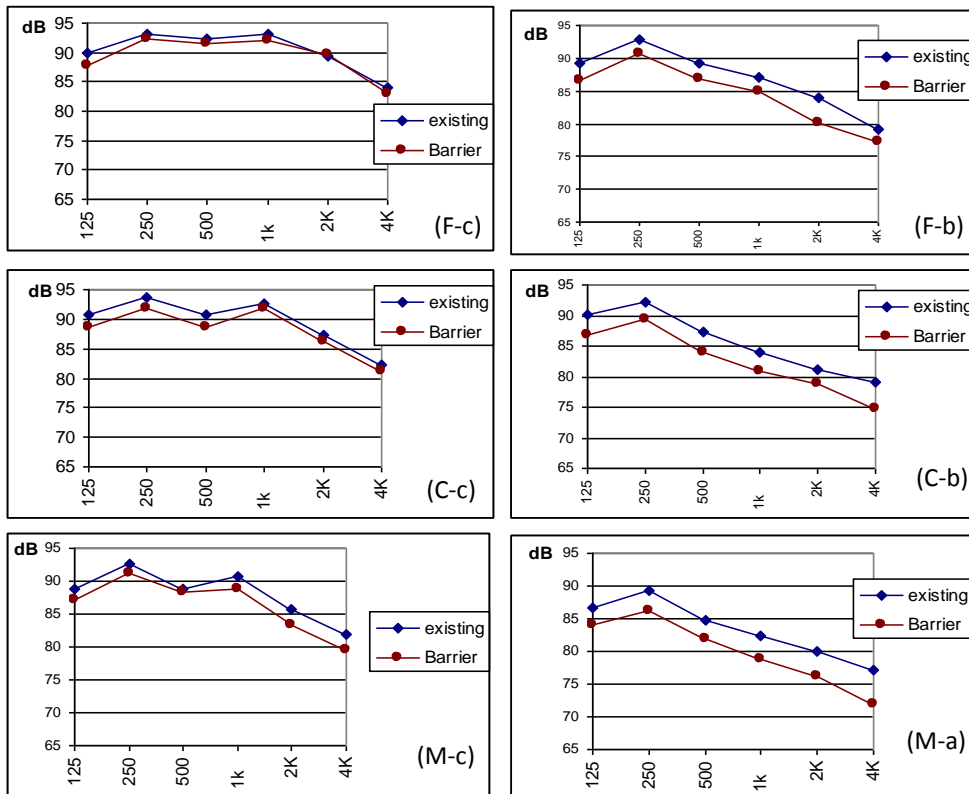 dB
95
90
85
80
75
70
65
125
250
500
1k
2K
4K
existing
Barrier
(F-c)
dB
95
90
85
80
75
70
65
125
250
500
1k
2K
4K
existing
Barrier
(F-b)
dB
95
90
85
80
75
70
65
125
250
500
1k
2K
4K
existing
Barrier
(C-c)
dB
95
90
85
80
75
70
65
125
250
500
1k
2K
4K
existing
Barrier
(C-b)
dB
95
90
85
80
75
70
65
125
250
500
1k
2K
4K
existing
Barrier
(M-c)
dB
95
90
85
80
75
70
65
125
250
500
1k
2K
4K
existing
Barrier
(M-a)